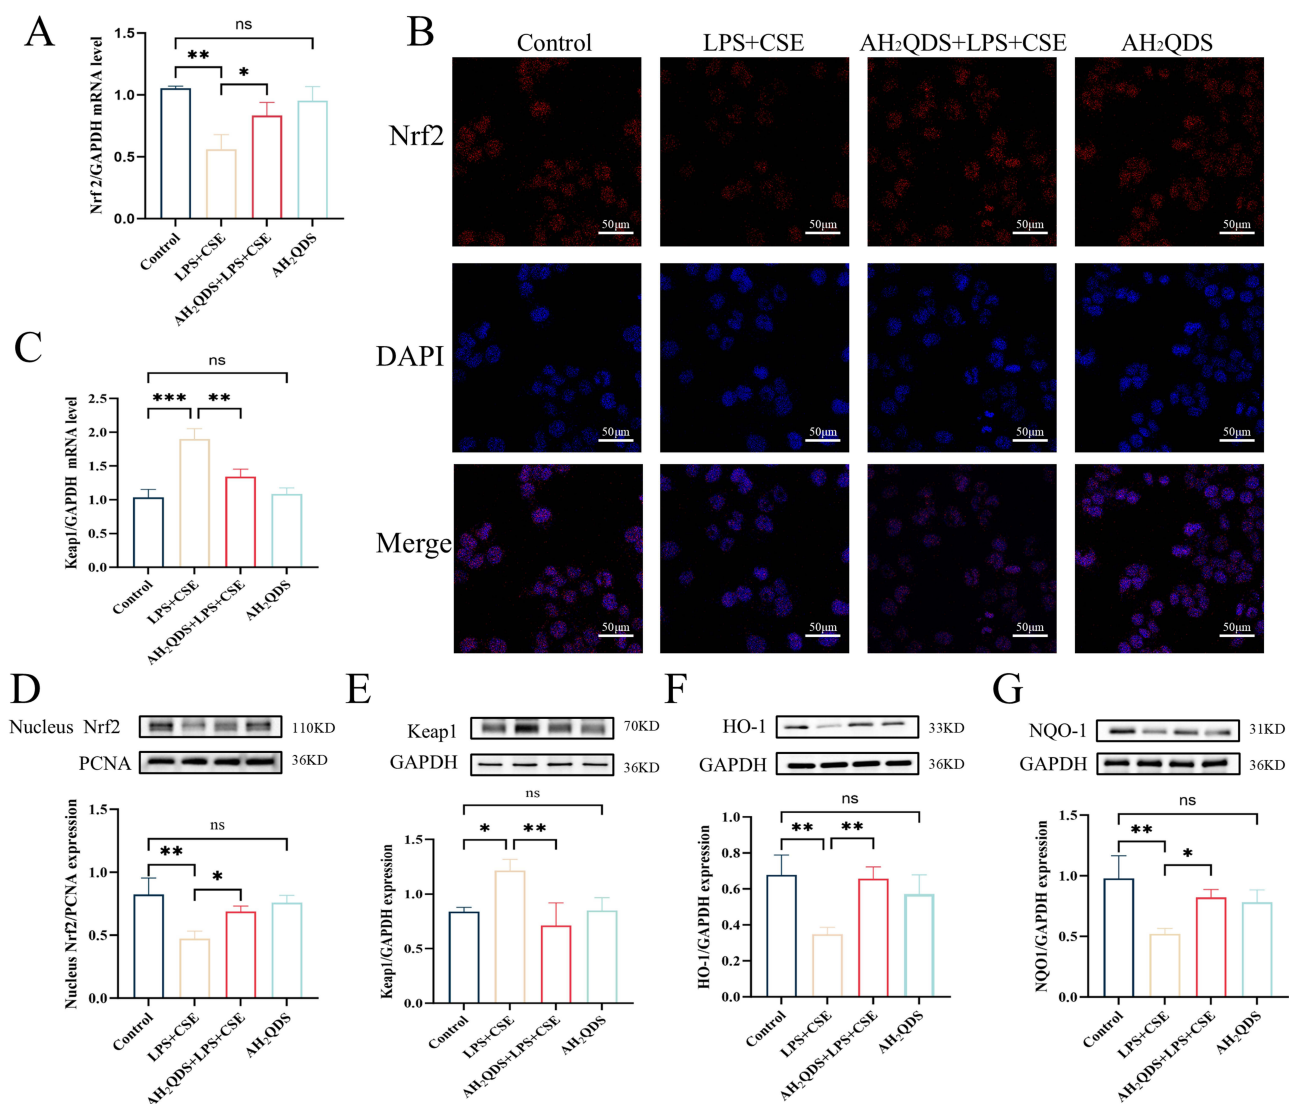 A
ns
**
*
Nrf 2/GAPDH mRNA level
1.5
1.0
0.5
0.0
Control
LPS+CSE
AH₂QDS+LPS+CSE
AH₂QDS
B
Control
LPS+CSE
AH₂QDS+LPS+CSE
AH₂QDS
Nrf2
50μm
50μm
50μm
50μm
DAPI
50μm
50μm
50μm
50μm
Merge
50μm
50μm
50μm
50μm
C
ns
***
**
Keap1/GAPDH mRNA level
2.5
2.0
1.5
1.0
0.5
0.0
Control
LPS+CSE
AH₂QDS+LPS+CSE
AH₂QDS
D
Nucleus Nrf2
110KD
PCNA
36KD
ns
**
*
Nucleus Nrf2/PCNA expression
1.5
1.0
0.5
0.0
Control
LPS+CSE
AH₂QDS+LPS+CSE
AH₂QDS
E
Keap1
70KD
GAPDH
36KD
ns
*
**
Keap1/GAPDH expression
1.5
1.0
0.5
0.0
Control
LPS+CSE
AH₂QDS+LPS+CSE
AH₂QDS
F
HO-1
33KD
GAPDH
36KD
ns
**
**
HO-1/GAPDH expression
1.0
0.8
0.6
0.4
0.2
0.0
Control
LPS+CSE
AH₂QDS+LPS+CSE
AH₂QDS
G
NQO-1
31KD
GAPDH
36KD
ns
**
*
NQO1/GAPDH expression
1.5
1.0
0.5
0.0
Control
LPS+CSE
AH₂QDS+LPS+CSE
AH₂QDS